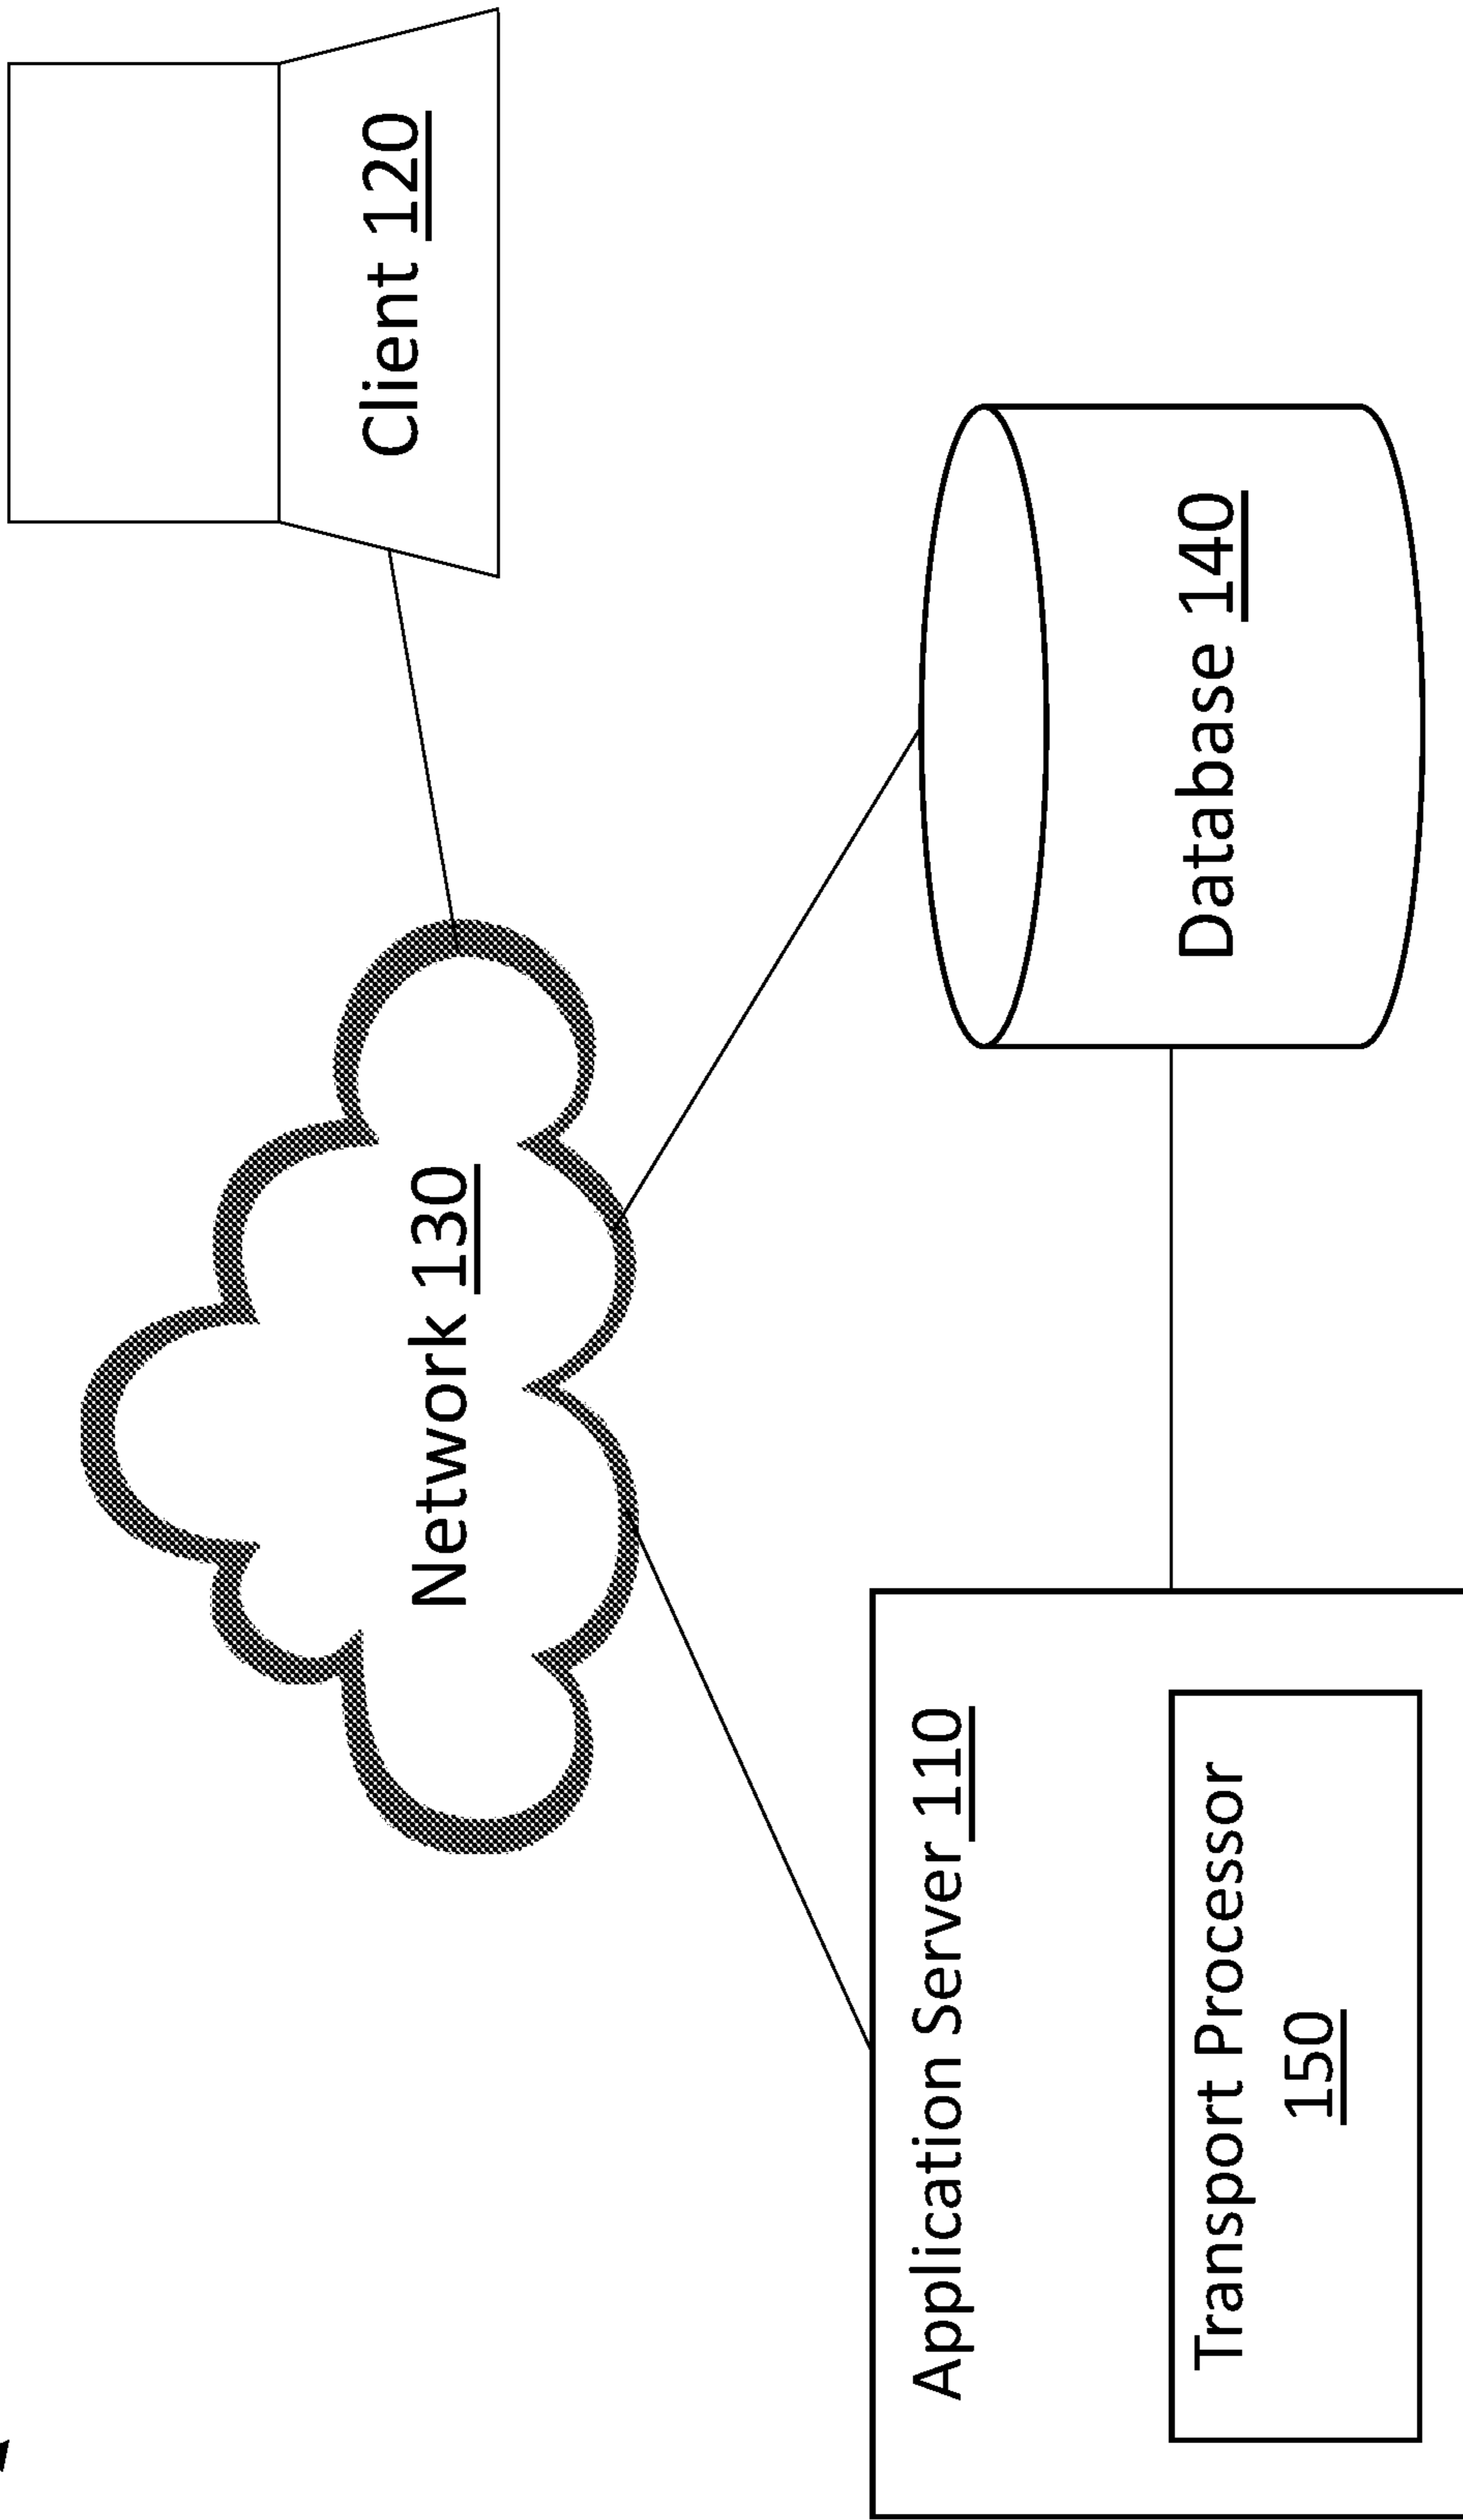 Client 120
Network 130
Database 140
Application Server 110
Transport Processor
150